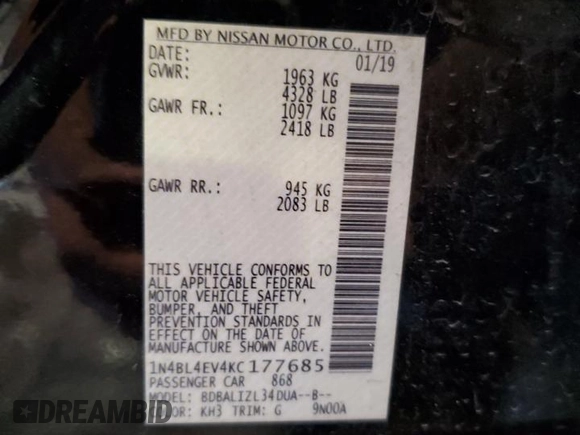 MFD BY NISSAN MOTOR CO., LTD.
DATE: 01/19
GVWR: 1963 KG
4328 LB
GAWR FR.: 1097 KG
2418 LB
GAWR RR.: 945 KG
2083 LB
THIS VEHICLE CONFORMS TO
ALL APPLICABLE FEDERAL
MOTOR VEHICLE SAFETY,
BUMPER, AND THEFT
PREVENTION STANDARDS IN
EFFECT ON THE DATE OF
MANUFACTURE SHOWN ABOVE.
1N4BL4EV4KC177685
PASSENGER CAR 868
MODEL: BDBALIZL34DUA--B--
OR: KH3 TRIM: G 9N00A
DEBIDCAR.COM